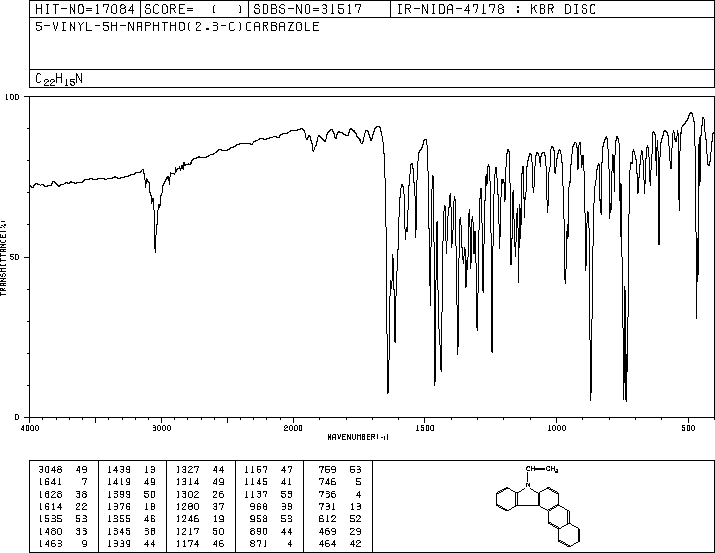 HIT-NO=17084 SCORE= ( ) SDBS-NO=31517 IR-NIDA-47178 : KBR DISC
5-VINYL-5H-NAPHTHO(2.3-C)CARBAZOLE
C22H15N
100
50
0
TRANSMITTANCE(%)
4000 3000 2000 1500 1000 500
WAVENUMBER(-1)
3048 49 1439 13 1327 44 1157 47 759 53
1641 7 1419 49 1314 49 1145 41 746 5
1628 38 1399 50 1302 26 1137 55 736 4
1614 22 1376 18 1280 37 968 39 731 13
1535 53 1355 46 1246 19 958 53 612 52
1480 33 1345 38 1217 50 890 44 469 29
1463 9 1339 44 1174 46 871 4 464 42
CH CH2
N